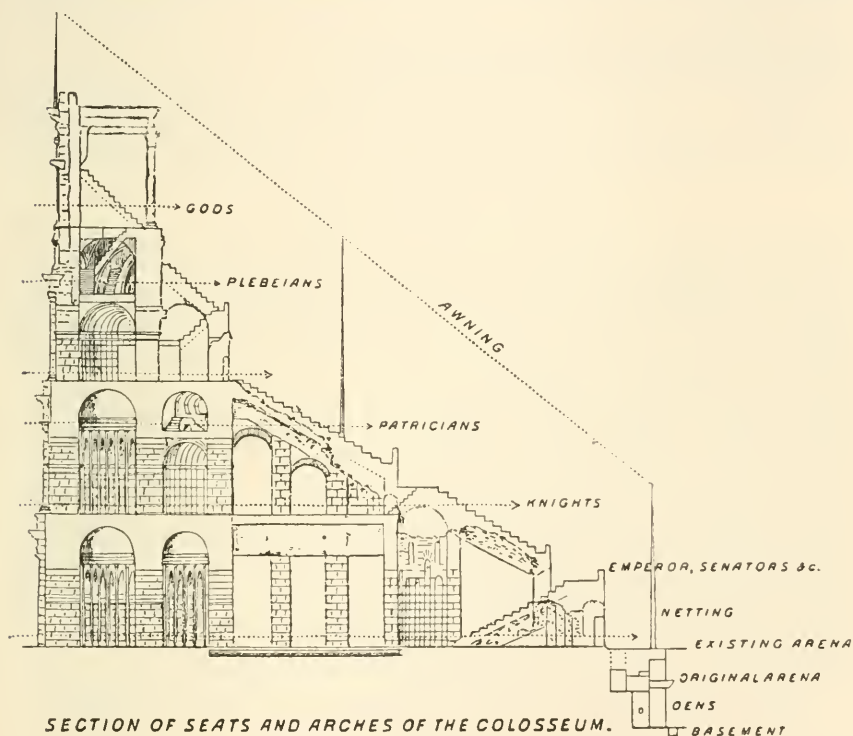 GODS
PLEBEIANS
AWNING
PATRICIANS
KNIGHTS
EMPEROR, SENATORS &c.
NETTING
EXISTING ARENA
ORIGINAL ARENA
DENS
BASEMENT
SECTION OF SEATS AND ARCHES OF THE COLOSSEUM.